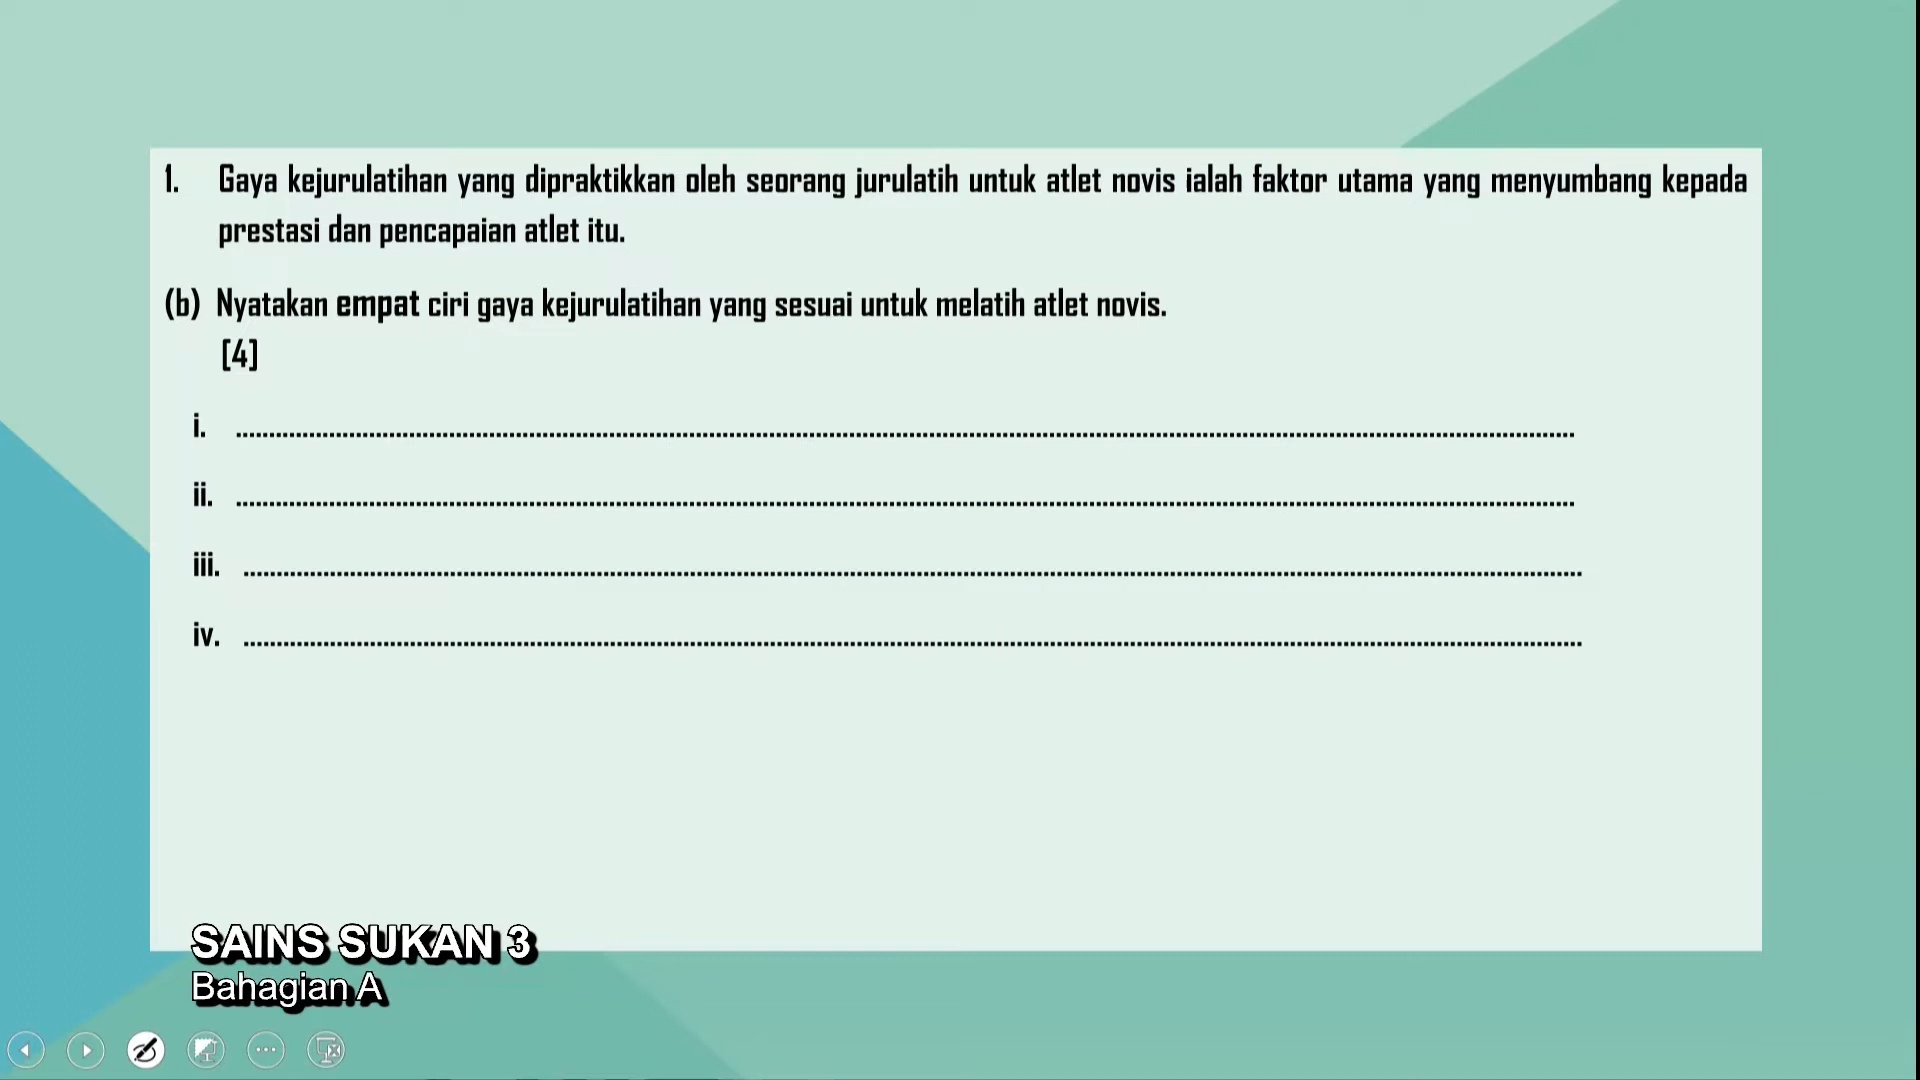 1. Gaya kejurulatihan yang dipraktikkan oleh seorang jurulatih untuk atlet novis ialah faktor utama yang menyumbang kepada
prestasi dan pencapaian atlet itu.
(b) Nyatakan empat ciri gaya kejurulatihan yang sesuai untuk melatih atlet novis.
[4]
i. ........................................................................
ii. ........................................................................
iii. ........................................................................
iv. ........................................................................
SAINS SUKAN 3
Bahagian A